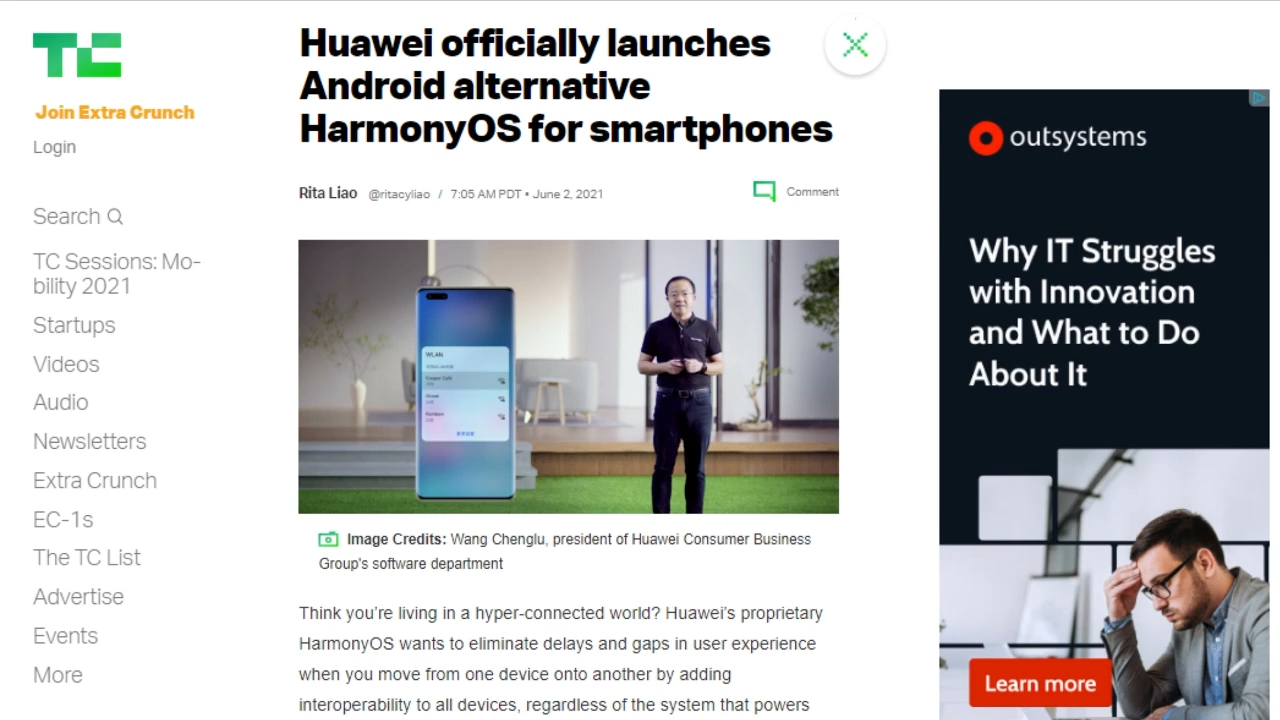 TC
Join Extra Crunch
Login
Search
TC Sessions: Mo-
bility 2021
Startups
Videos
Audio
Newsletters
Extra Crunch
EC-1s
The TC List
Advertise
Events
More
Huawei officially launches
Android alternative
HarmonyOS for smartphones
Rita Liao @ritacyliao / 7:05 AM PDT • June 2, 2021
Comment
WLAN
Image Credits: Wang Chenglu, president of Huawei Consumer Business
Group's software department
Think you’re living in a hyper-connected world? Huawei’s proprietary
HarmonyOS wants to eliminate delays and gaps in user experience
when you move from one device onto another by adding
interoperability to all devices, regardless of the system that powers
outsystems
Why IT Struggles
with Innovation
and What to Do
About It
Learn more